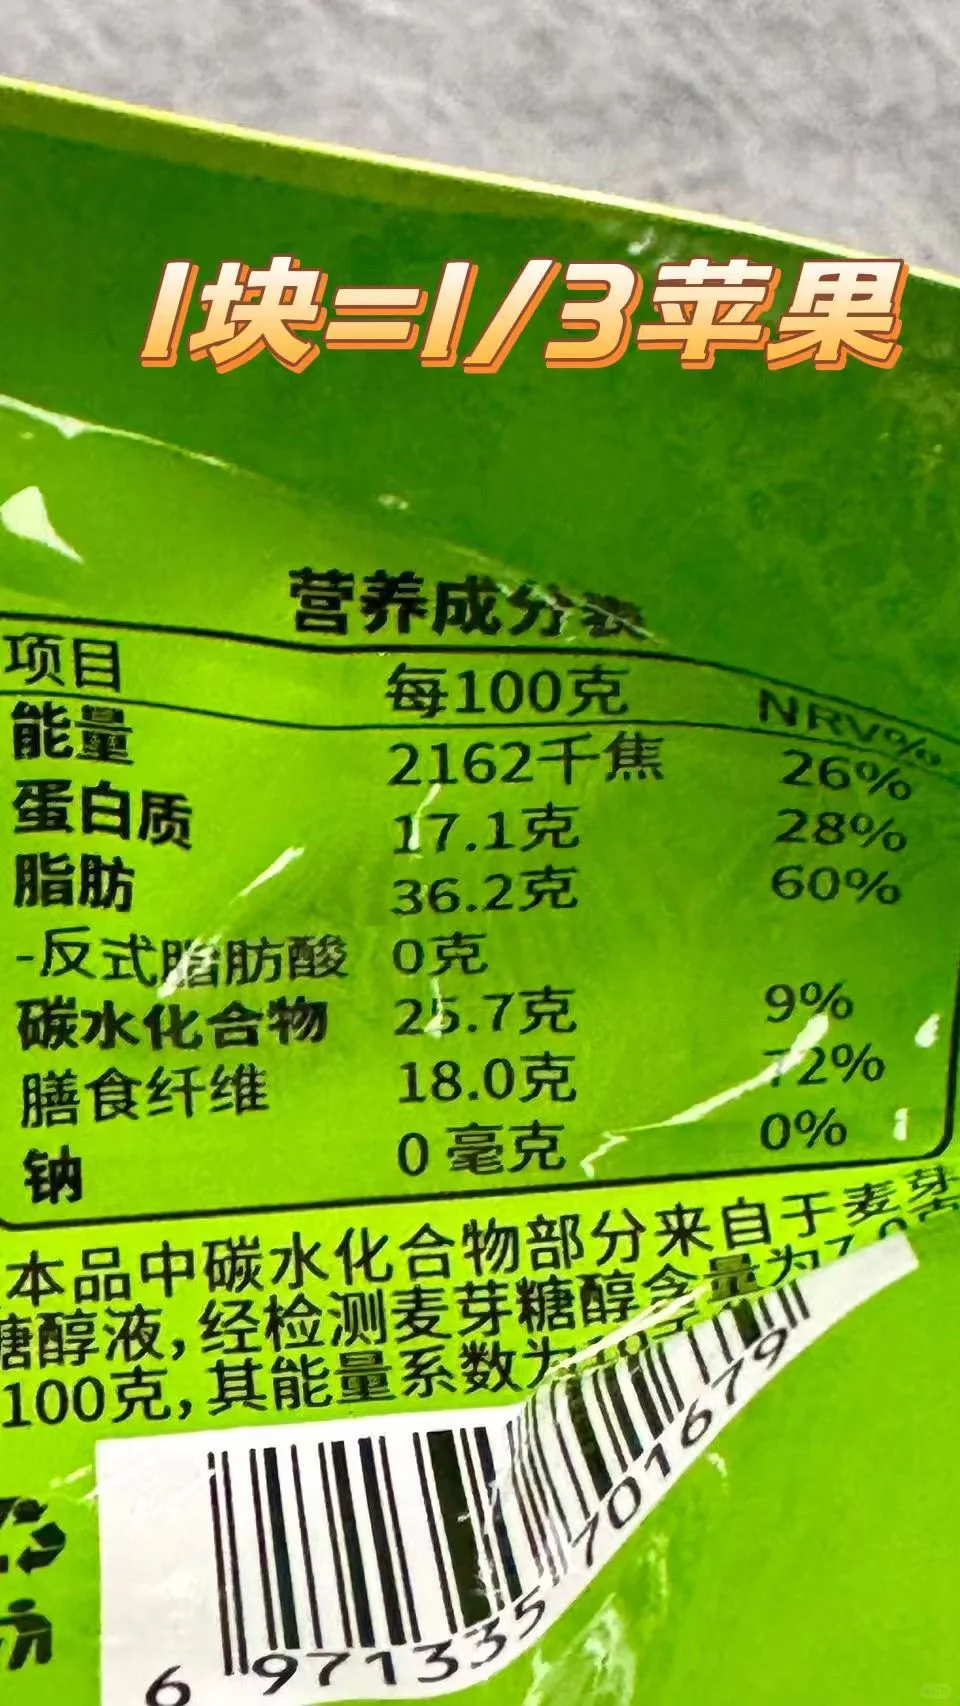 1块=1/3苹果
营养成分表
项目 每100克 NRV%
能量 2162千焦 26%
蛋白质 17.1克 28%
脂肪 36.2克 60%
-反式脂肪酸 0克
碳水化合物 25.7克 9%
膳食纤维 18.0克 72%
钠 0毫克 0%
本品中碳水化合物部分来自于麦芽
糖醇液,经检测麦芽糖醇含量为
100克,其能量系数为
6 971335 701679